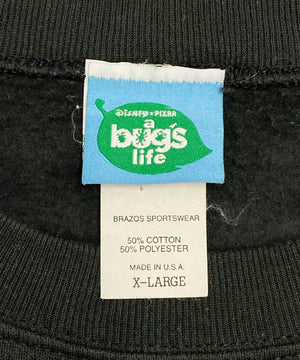 DISNEY • PIXAR
a
bug's
life
BRAZOS SPORTSWEAR
50% COTTON
50% POLYESTER
MADE IN U.S.A.
X-LARGE